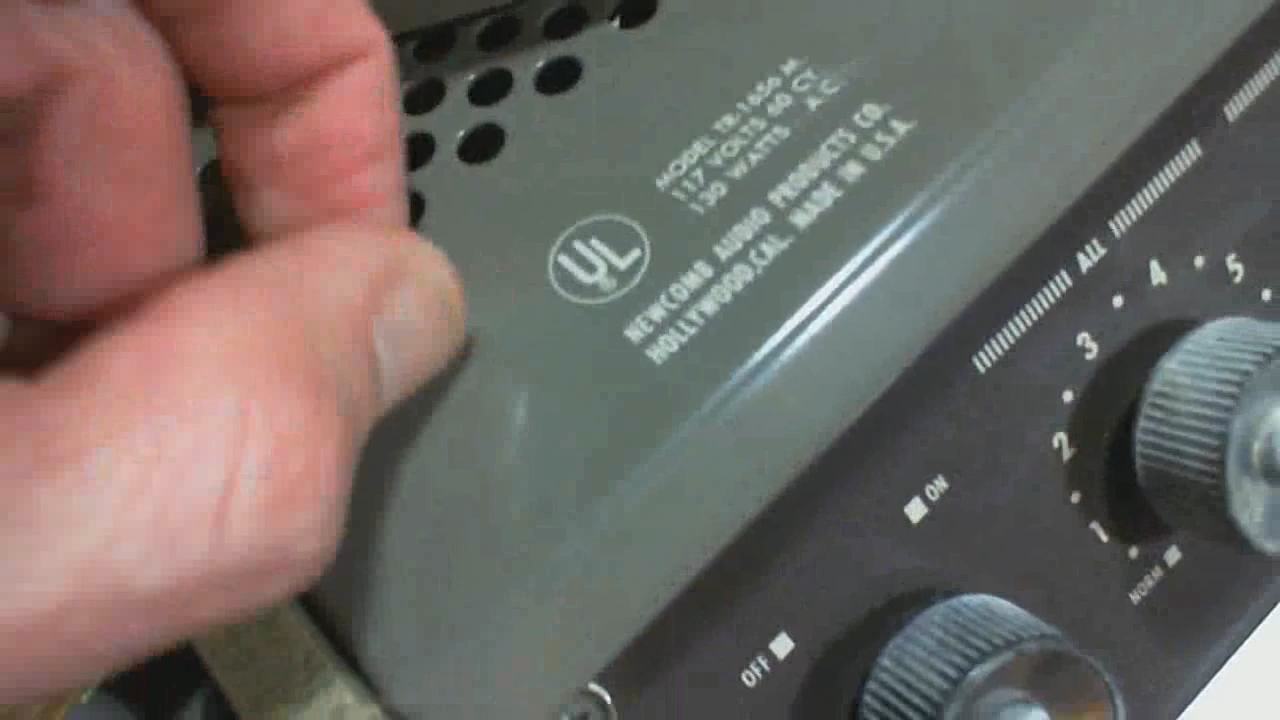 MODEL TR-1650 M
117 VOLTS 60 CY.
130 WATTS A C.
UL
NEWCOMB AUDIO PRODUCTS CO.
HOLLYWOOD, CAL. MADE IN U.S.A.
ALL
5
4
3
2
1
NORM
ON
OFF